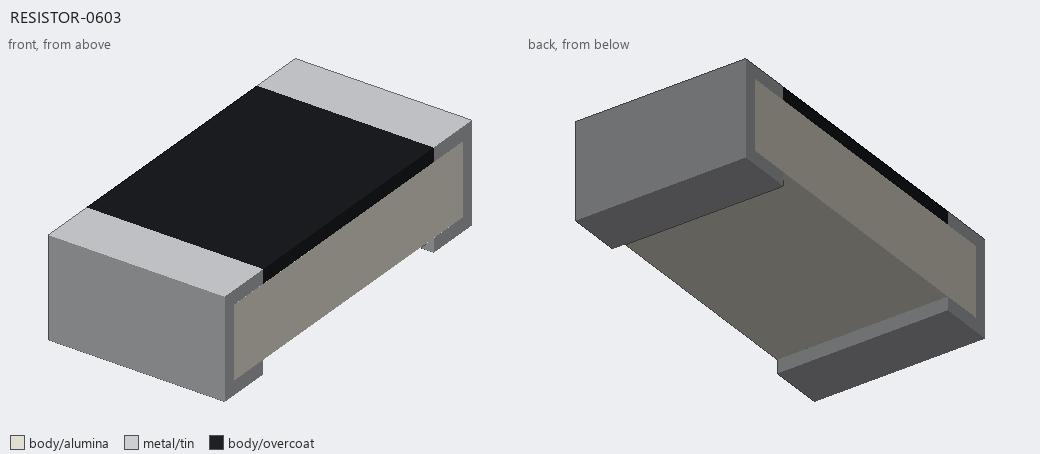 RESISTOR-0603
front, from above
back, from below
body/alumina
metal/tin
body/overcoat